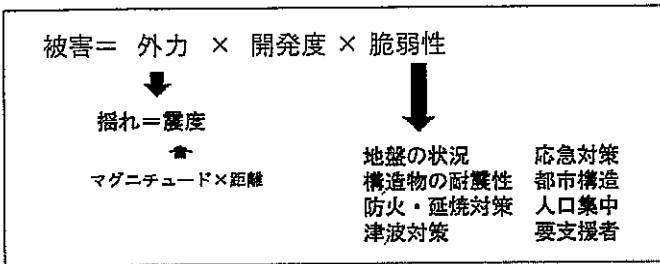 被害＝ 外力 × 開発度 × 脆弱性
揺れ＝震度
マグニチュード×距離
地盤の状況 応急対策
構造物の耐震性 都市構造
防火・延焼対策 人口集中
津波対策 要支援者